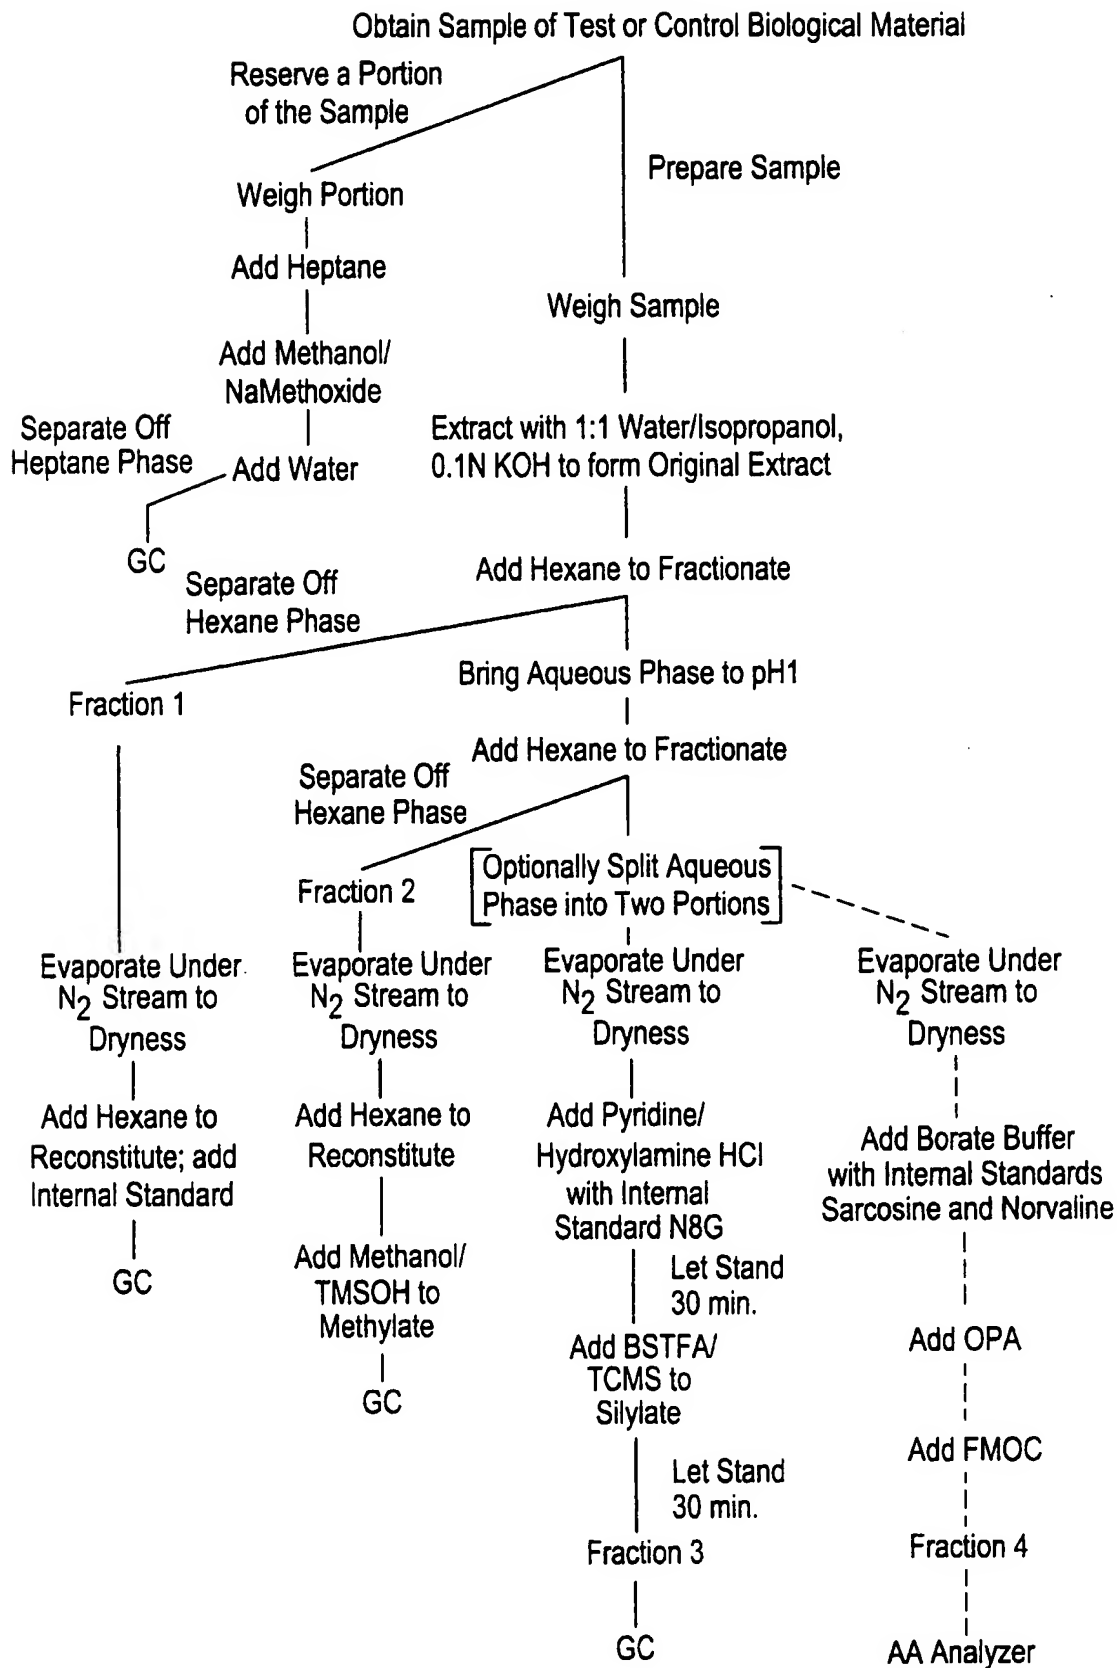 Obtain Sample of Test or Control Biological Material
Reserve a Portion
of the Sample
Prepare Sample
Weigh Portion
Add Heptane
Weigh Sample
Add Methanol/
NaMethoxide
Separate Off
Heptane Phase
Add Water
Extract with 1:1 Water/Isopropanol,
0.1N KOH to form Original Extract
GC
Add Hexane to Fractionate
Separate Off
Hexane Phase
Fraction 1
Bring Aqueous Phase to pH1
Add Hexane to Fractionate
Separate Off
Hexane Phase
Fraction 2
[Optionally Split Aqueous
Phase into Two Portions]
Evaporate Under
N2 Stream to
Dryness
Add Hexane to
Reconstitute; add
Internal Standard
GC
Evaporate Under
N2 Stream to
Dryness
Add Hexane to
Reconstitute
Add Methanol/
TMSOH to
Methylate
GC
Evaporate Under
N2 Stream to
Dryness
Add Pyridine/
Hydroxylamine HCl
with Internal
Standard N8G
Let Stand
30 min.
Add BSTFA/
TCMS to
Silylate
Let Stand
30 min.
Fraction 3
GC
Evaporate Under
N2 Stream to
Dryness
Add Borate Buffer
with Internal Standards
Sarcosine and Norvaline
Add OPA
Add FMOC
Fraction 4
AA Analyzer